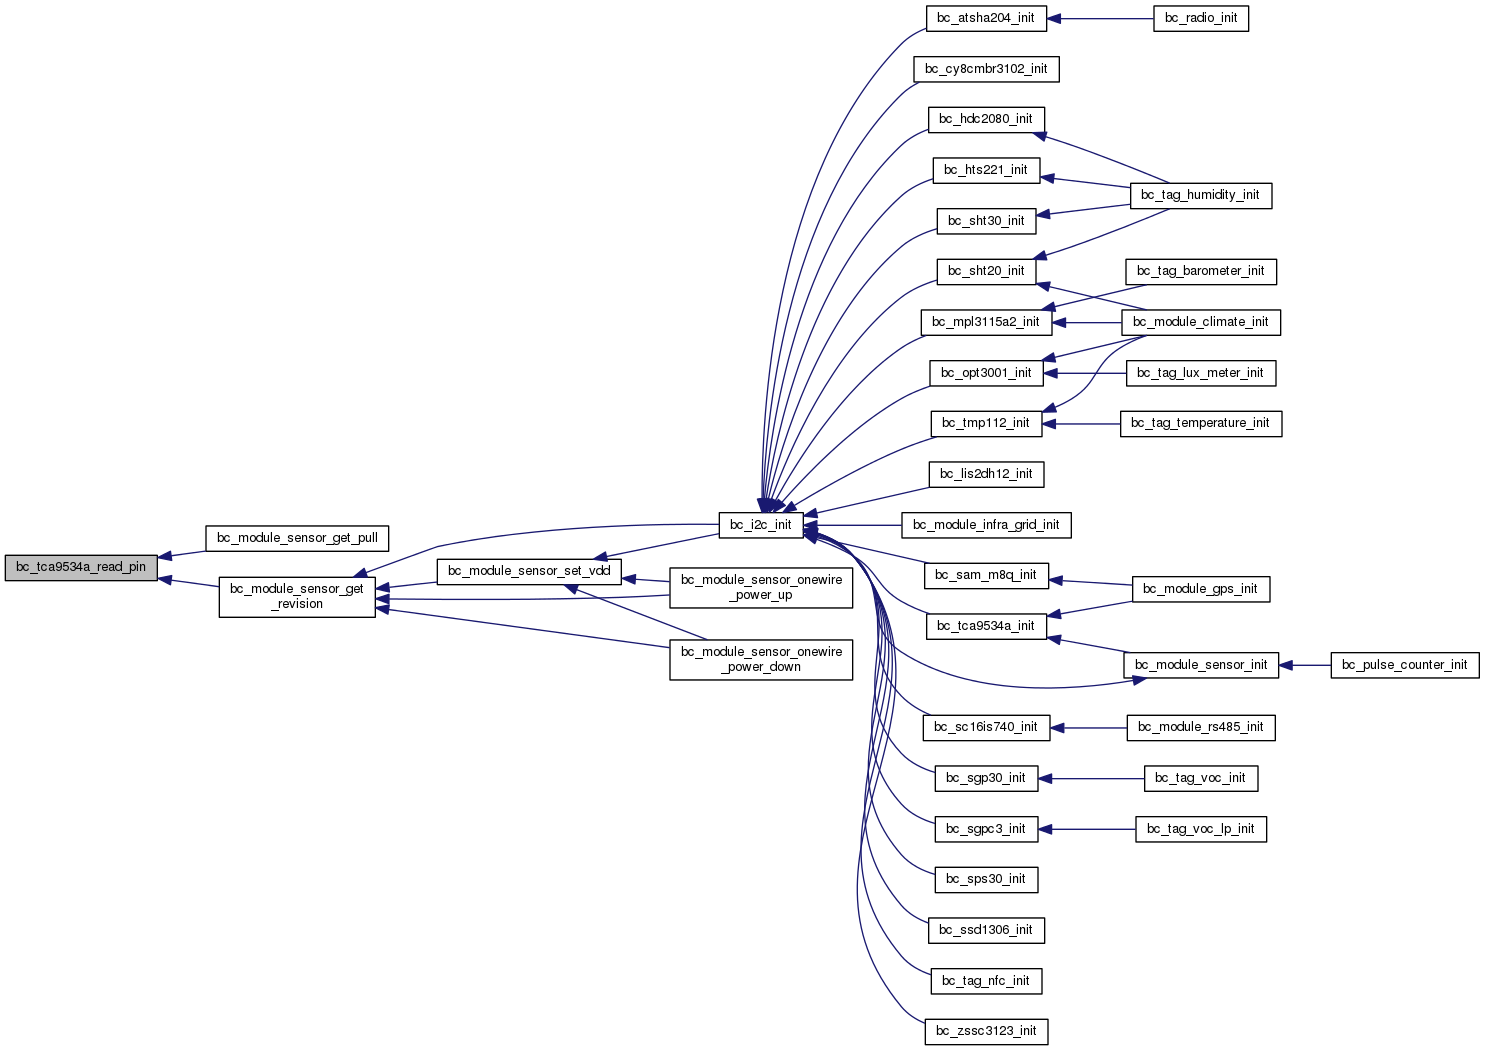 bc_atsha204_init
bc_radio_init
bc_cy8cmbr3102_init
bc_hdc2080_init
bc_hts221_init
bc_tag_humidity_init
bc_sht30_init
bc_sht20_init
bc_tag_barometer_init
bc_mpl3115a2_init
bc_module_climate_init
bc_opt3001_init
bc_tag_lux_meter_init
bc_tmp112_init
bc_tag_temperature_init
bc_lis2dh12_init
bc_i2c_init
bc_module_infra_grid_init
bc_module_sensor_get_pull
bc_tca9534a_read_pin
bc_module_sensor_get
_revision
bc_module_sensor_set_vdd
bc_module_sensor_onewire
_power_up
bc_sam_m8q_init
bc_module_gps_init
bc_tca9534a_init
bc_module_sensor_onewire
_power_down
bc_module_sensor_init
bc_pulse_counter_init
bc_sc16is740_init
bc_module_rs485_init
bc_sgp30_init
bc_tag_voc_init
bc_sgpc3_init
bc_tag_voc_lp_init
bc_sps30_init
bc_ssd1306_init
bc_tag_nfc_init
bc_zssc3123_init